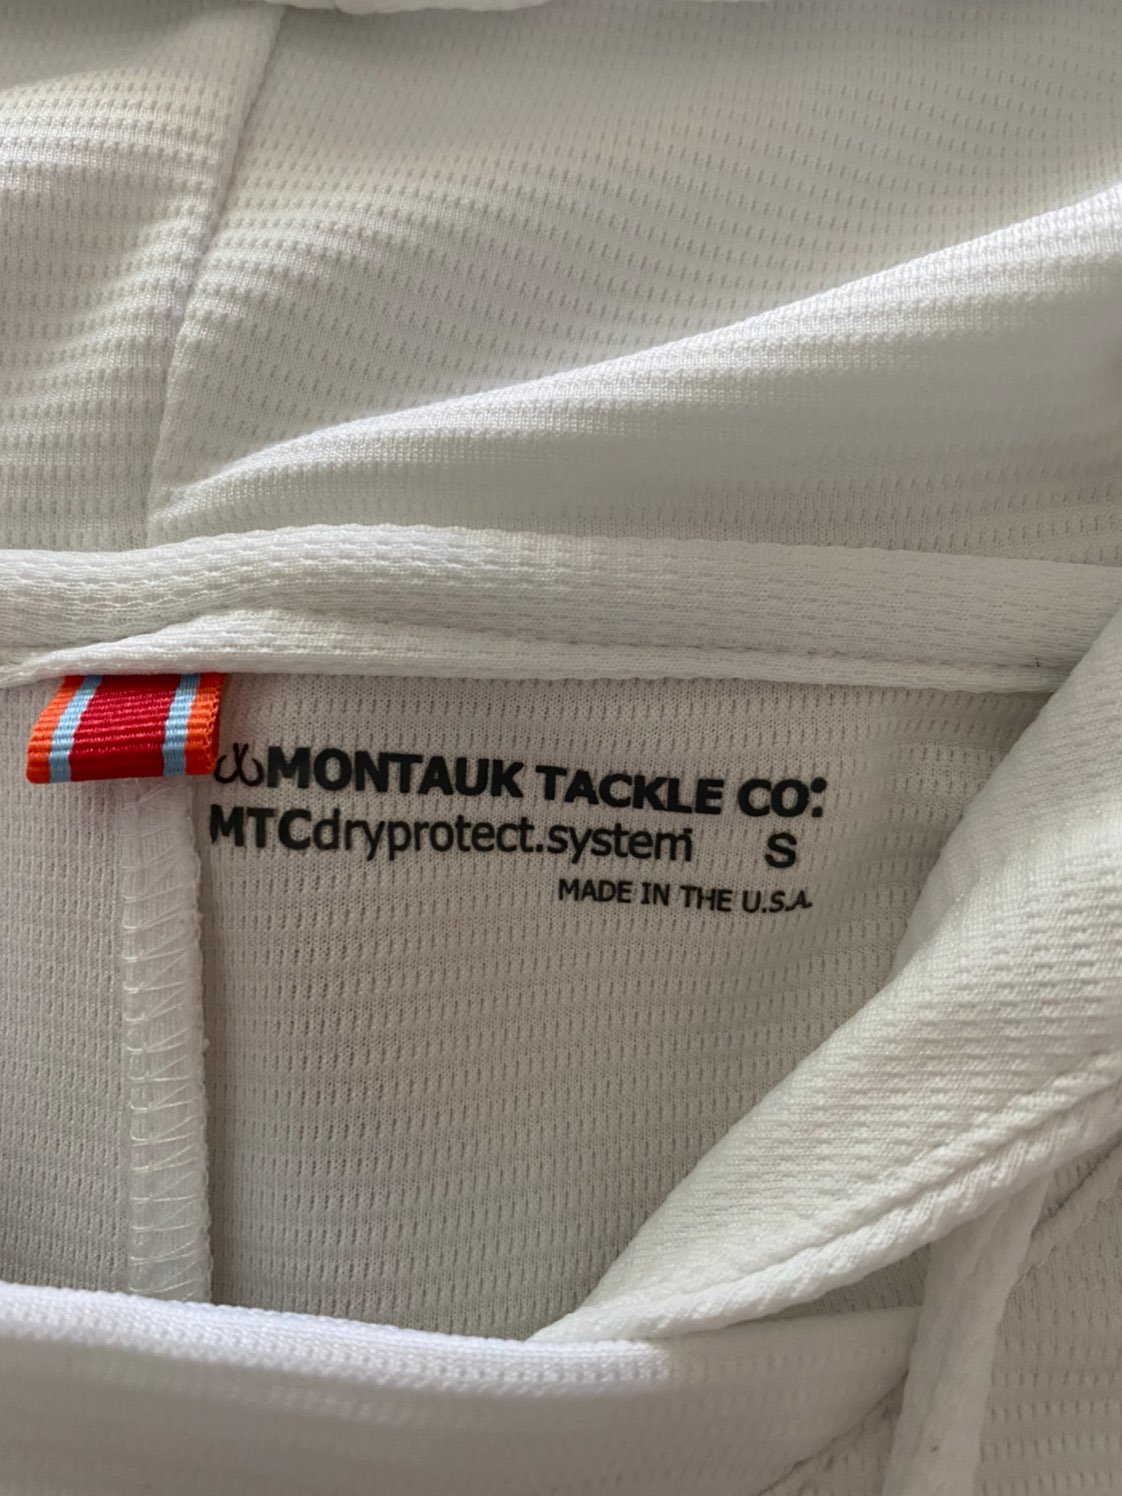 MONTAUK TACKLE CO:
MTCdryprotect.system S
MADE IN THE U.S.A.